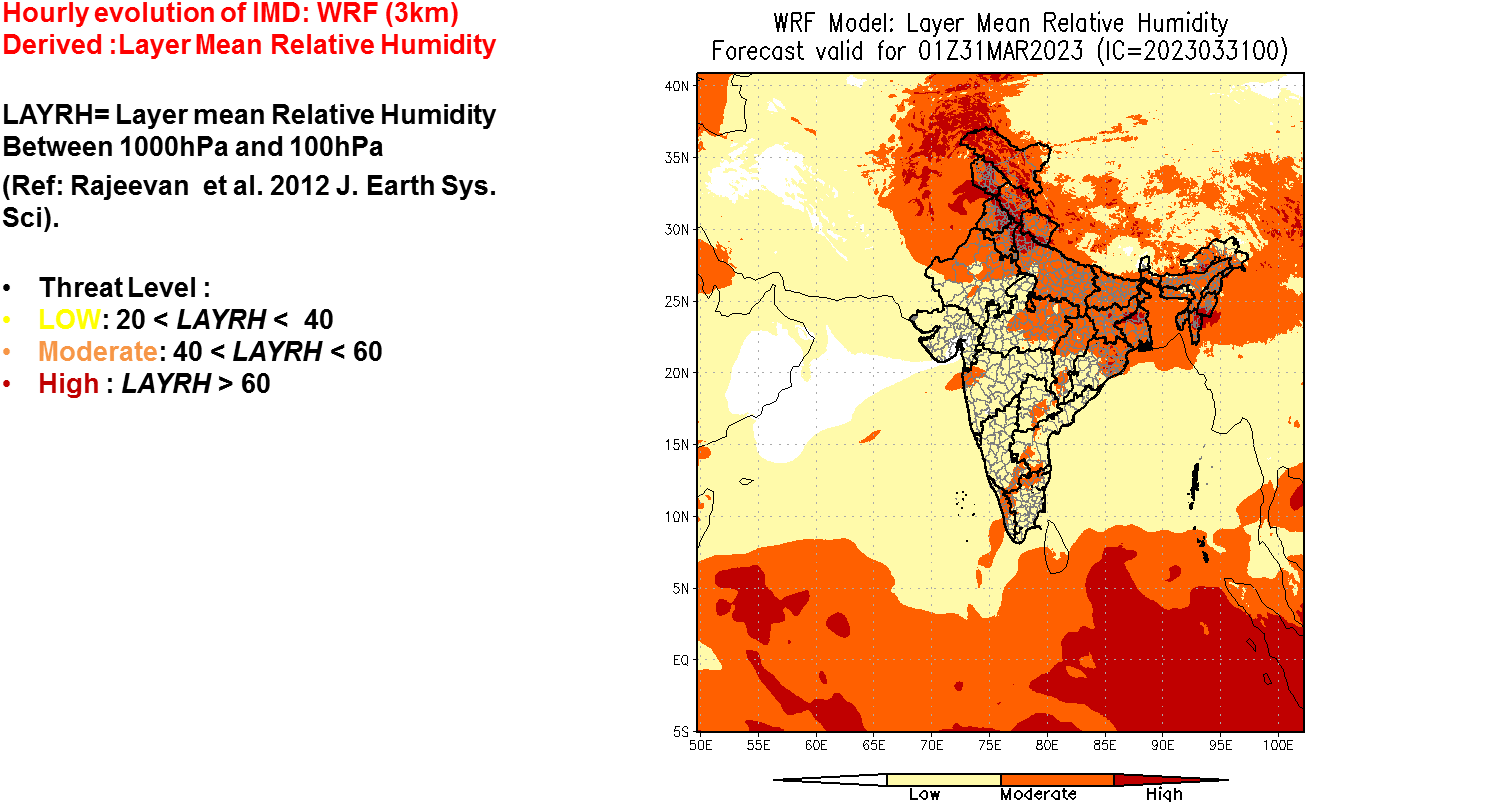 Hourly evolution of IMD: WRF (3km)
Derived :Layer Mean Relative Humidity
LAYRH= Layer mean Relative Humidity
Between 1000hPa and 100hPa
(Ref: Rajeevan et al. 2012 J. Earth Sys.
Sci).
• Threat Level :
• LOW: 20 < LAYRH < 40
• Moderate: 40 < LAYRH < 60
• High : LAYRH > 60
WRF Model: Layer Mean Relative Humidity
Forecast valid for 01Z31MAR2023 (IC=2023033100)
40N
35N
30N
25N
20N
15N
10N
5N
EQ
5S
50E 55E 60E 65E 70E 75E 80E 85E 90E 95E 100E
Low Moderate High